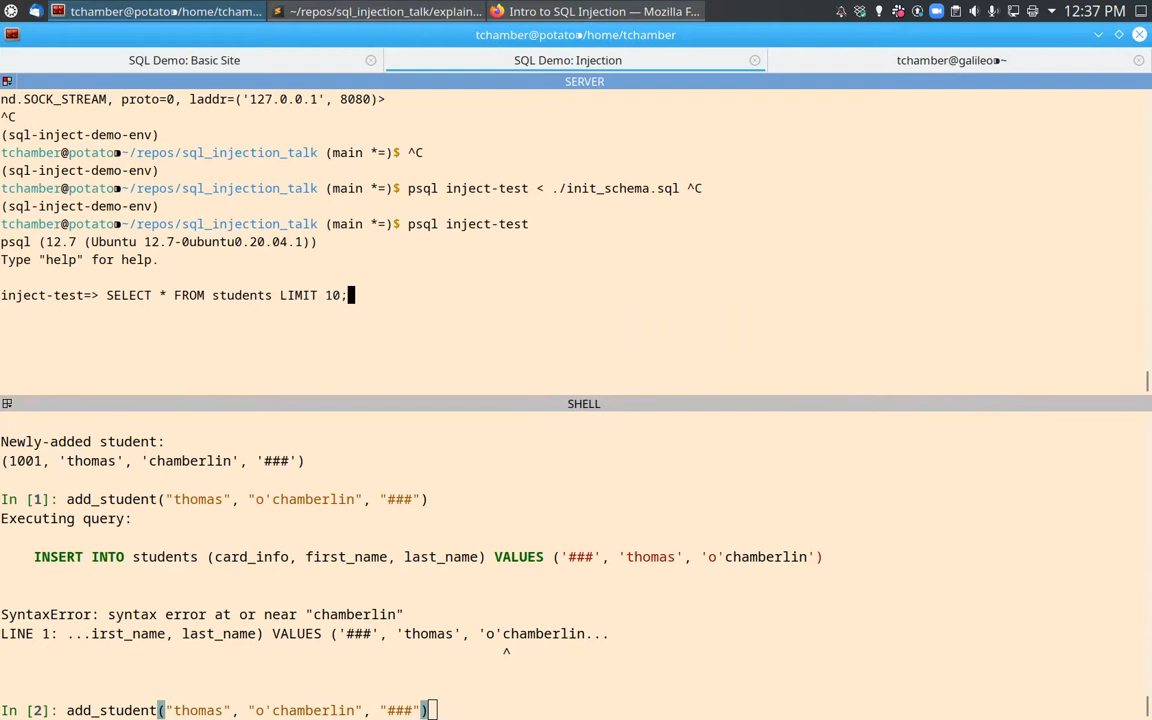 tchamber@potato:/home/tcham...
~/repos/sql_injection_talk/explain...
Intro to SQL Injection — Mozilla F...
12:37 PM
tchamber@potato:/home/tchamber
SQL Demo: Basic Site
SQL Demo: Injection
tchamber@galileo:~
SERVER
nd.SOCK_STREAM, proto=0, laddr=('127.0.0.1', 8080)>
^C
(sql-inject-demo-env)
tchamber@potato:~/repos/sql_injection_talk (main *=)$ ^C
(sql-inject-demo-env)
tchamber@potato:~/repos/sql_injection_talk (main *=)$ psql inject-test < ./init_schema.sql ^C
(sql-inject-demo-env)
tchamber@potato:~/repos/sql_injection_talk (main *=)$ psql inject-test
psql (12.7 (Ubuntu 12.7-0ubuntu0.20.04.1))
Type "help" for help.
inject-test=> SELECT * FROM students LIMIT 10;
SHELL
Newly-added student:
(1001, 'thomas', 'chamberlin', '###')
In [1]: add_student("thomas", "o'chamberlin", "###")
Executing query:
INSERT INTO students (card_info, first_name, last_name) VALUES ('###', 'thomas', 'o'chamberlin')
SyntaxError: syntax error at or near "chamberlin"
LINE 1: ...irst_name, last_name) VALUES ('###', 'thomas', 'o'chamberlin...
^
In [2]: add_student("thomas", "o'chamberlin", "###")